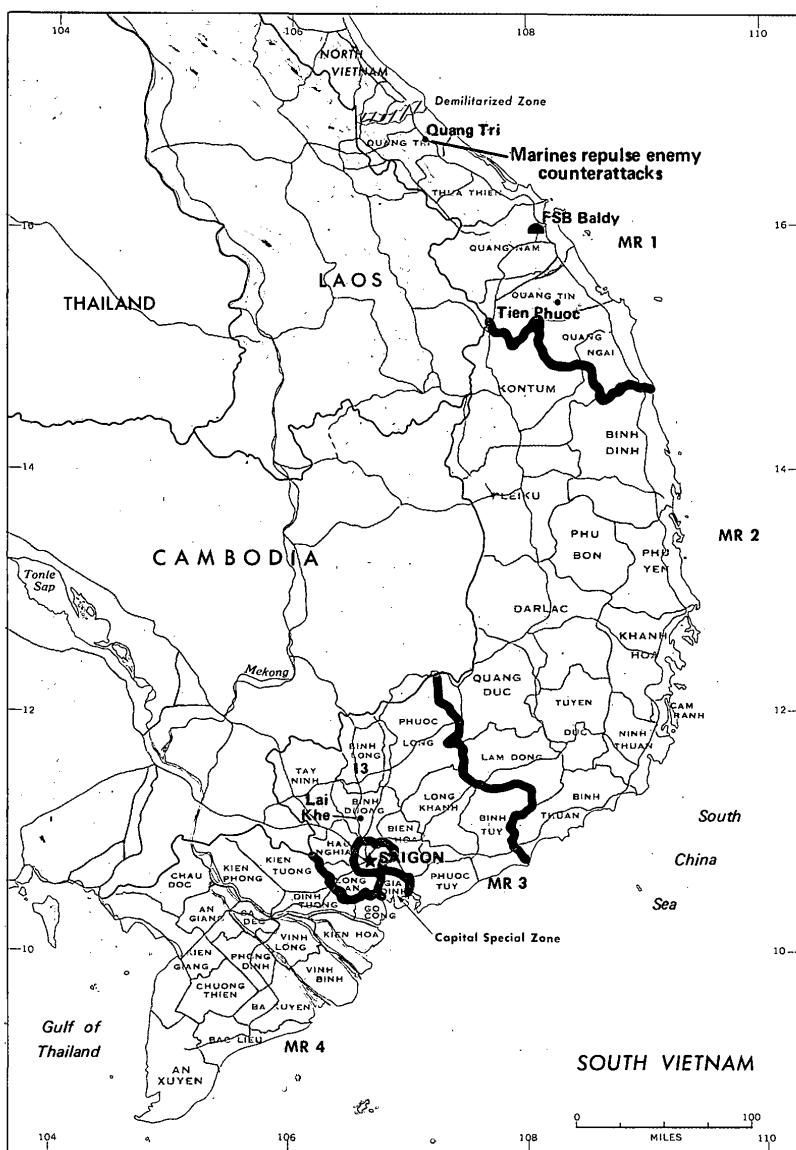 104
106
108
110
NORTH
VIETNAM
Demilitarized Zone
Quang Tri
QUANG TRI
Marines repulse enemy
counterattacks
THUA THIEN
16
FSB Baldy
16
MR 1
QUANG NAM
LAOS
THAILAND
QUANG TIN
Tien Phuoc
QUANG
NGAI
KONTUM
BINH
DINH
14
14
PLEIKU
MR 2
PHU
BON
PHU
YEN
CAMBODIA
Tonle
Sap
DARLAC
KHANH
HOA
Mekong
QUANG
DUC
TUYEN
DUC
CAM
RANH
12
12
PHUOC
LONG
NINH
THUAN
BINH
LONG
13
LAM DONG
TAY
NINH
LONG
KHANH
BINH
THUAN
Lai
Khe
BINH
DUONG
BINH
TUY
South
China
Sea
BIEN
HOA
HAU
NGHIA
SAIGON
KIEN
TUONG
KIEN
PHONG
CHAU
DOC
LONG
AN
GIA
DINH
PHUOC
TUY
MR 3
DINH
TUONG
GO
CONG
AN
GIANG
SA
DEC
Capital Special Zone
VINH
LONG
KIEN HOA
10
10
KIEN
GIANG
PHONG
DINH
VINH
BINH
CHUONG
THIEN
BA XUYEN
Gulf of
Thailand
BAC LIEU
MR 4
AN
XUYEN
SOUTH VIETNAM
0
100
MILES
104
106
108
110